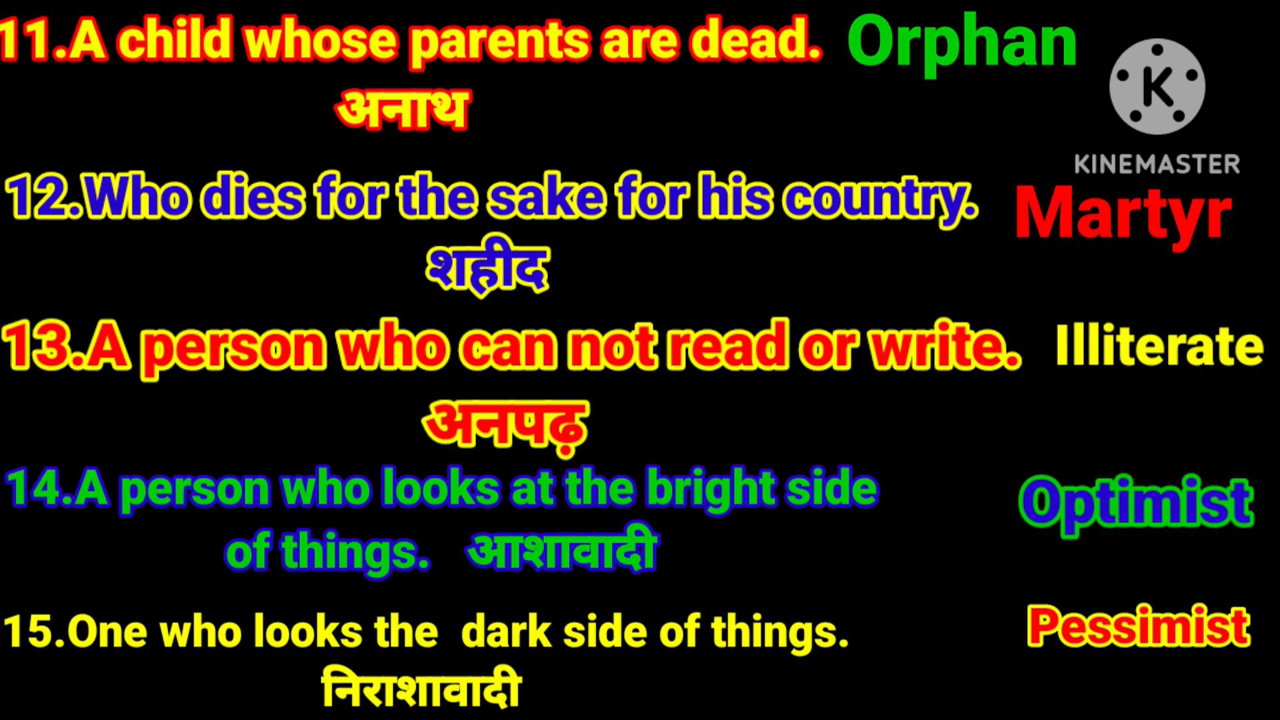 11.A child whose parents are dead. Orphan
अनाथ
KINEMASTER
12.Who dies for the sake for his country. Martyr
शहीद
13.A person who can not read or write. Illiterate
अनपढ़
14.A person who looks at the bright side Optimist
of things. आशावादी
15.One who looks the dark side of things. Pessimist
निराशावादी